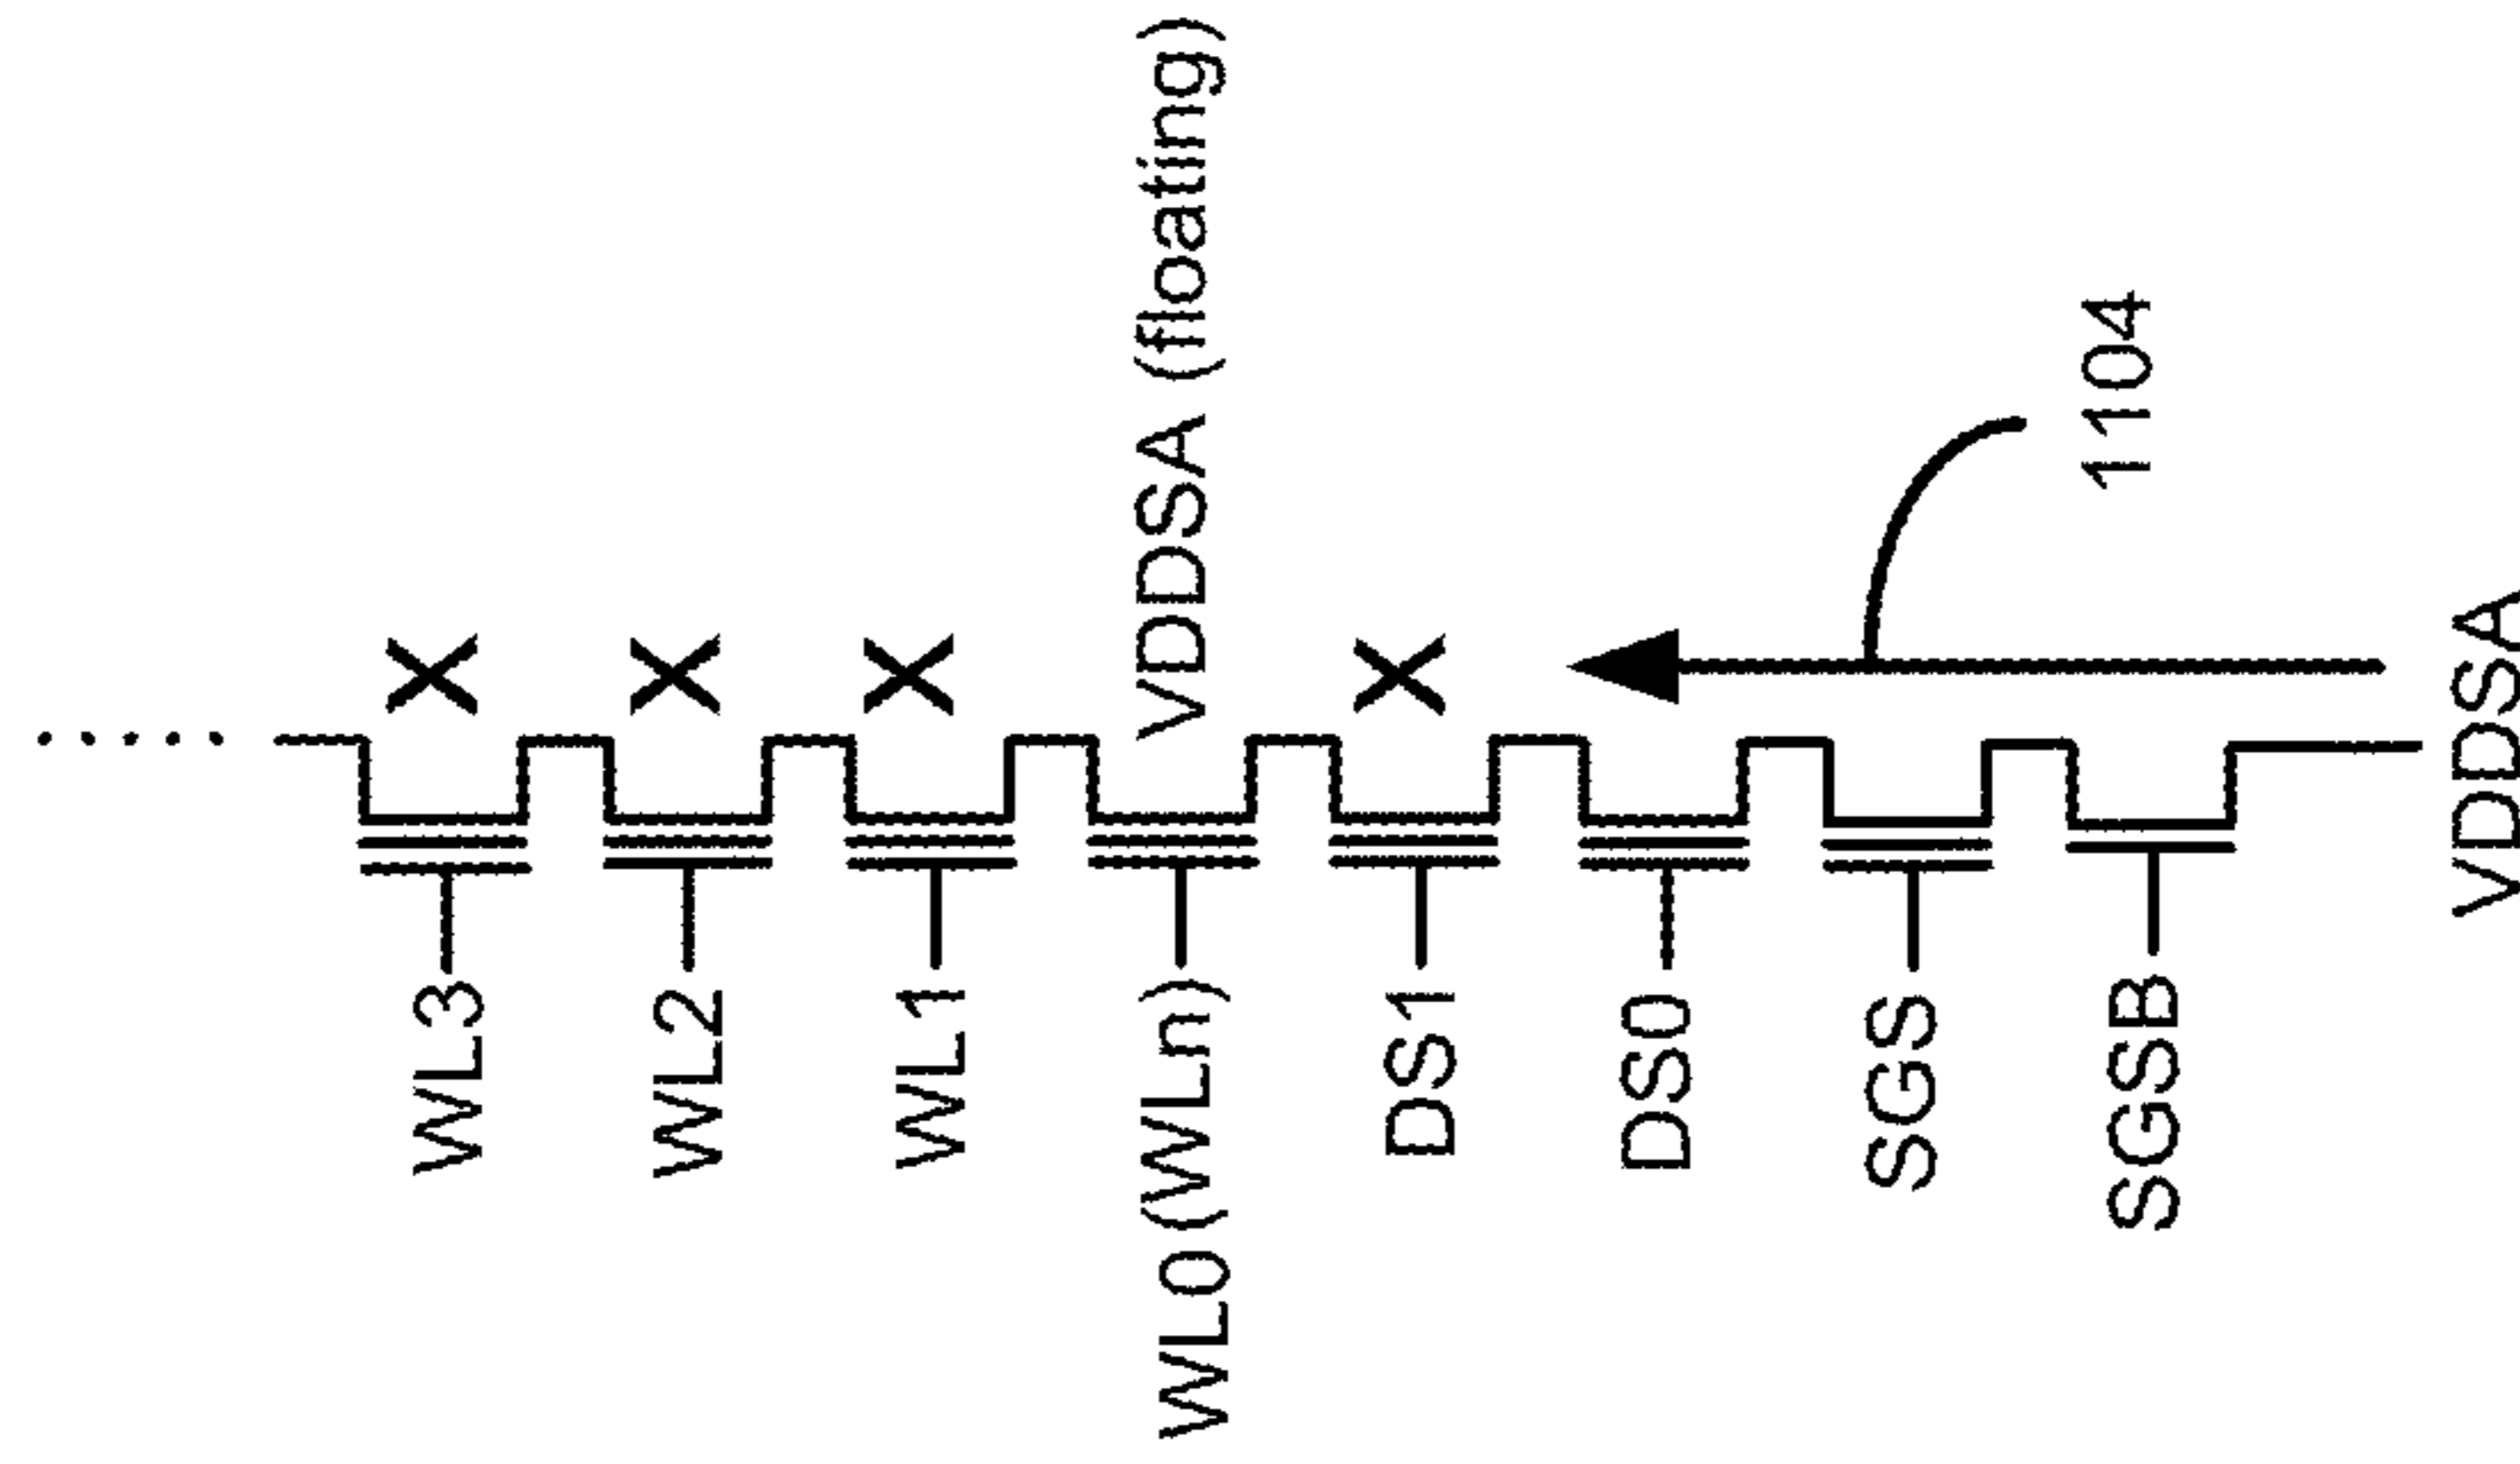 WL3
WL2
WL1
WL0(WLn)
DS1
DS0
SGS
SGSB
X
X
X
VDDSA (floating)
X
1104
VDDSA